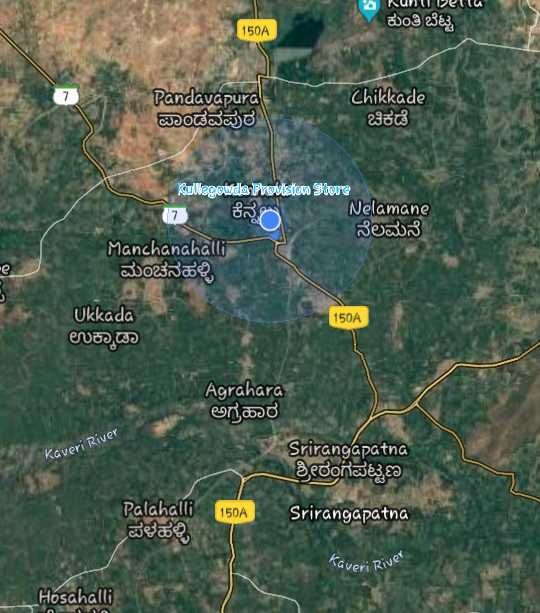 Kunti Betta
ಕುಂತಿ ಬೆಟ್ಟ
150A
7
Pandavapura
ಪಾಂಡವಪುರ
Chikkade
ಚಿಕಡೆ
Kullegowda Provision Store
ಕೆನ್ನಾಳು
7
Nelamane
ನೆಲಮನೆ
Manchanahalli
ಮಂಚನಹಳ್ಳಿ
Ukkada
ಉಕ್ಕಾಡಾ
150A
Agrahara
ಅಗ್ರಹಾರ
Kaveri River
Srirangapatna
ಶ್ರೀರಂಗಪಟ್ಟಣ
Palahalli
ಪಳಹಳ್ಳಿ
150A
Srirangapatna
Kaveri River
Hosahalli